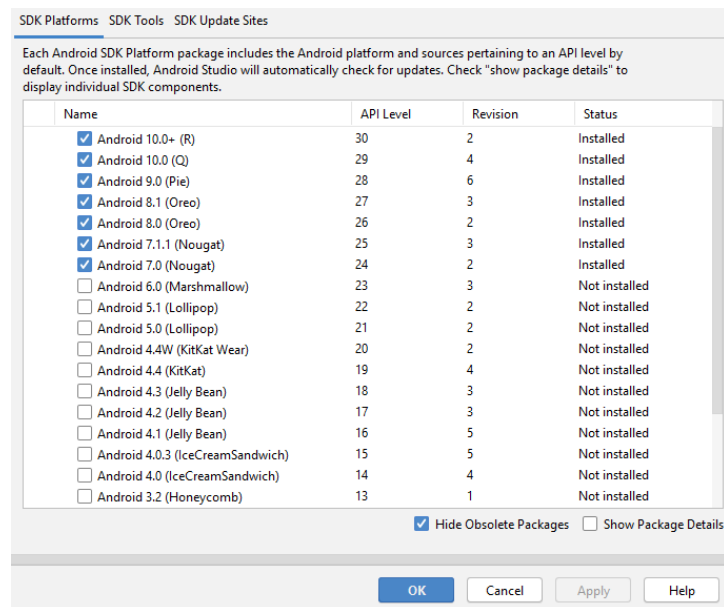 SDK Platforms SDK Tools SDK Update Sites
Each Android SDK Platform package includes the Android platform and sources pertaining to an API level by
default. Once installed, Android Studio will automatically check for updates. Check "show package details" to
display individual SDK components.
Name API Level Revision Status
Android 10.0+ (R) 30 2 Installed
Android 10.0 (Q) 29 4 Installed
Android 9.0 (Pie) 28 6 Installed
Android 8.1 (Oreo) 27 3 Installed
Android 8.0 (Oreo) 26 2 Installed
Android 7.1.1 (Nougat) 25 3 Installed
Android 7.0 (Nougat) 24 2 Installed
Android 6.0 (Marshmallow) 23 3 Not installed
Android 5.1 (Lollipop) 22 2 Not installed
Android 5.0 (Lollipop) 21 2 Not installed
Android 4.4W (KitKat Wear) 20 2 Not installed
Android 4.4 (KitKat) 19 4 Not installed
Android 4.3 (Jelly Bean) 18 3 Not installed
Android 4.2 (Jelly Bean) 17 3 Not installed
Android 4.1 (Jelly Bean) 16 5 Not installed
Android 4.0.3 (IceCreamSandwich) 15 5 Not installed
Android 4.0 (IceCreamSandwich) 14 4 Not installed
Android 3.2 (Honeycomb) 13 1 Not installed
Hide Obsolete Packages Show Package Details
OK Cancel Apply Help